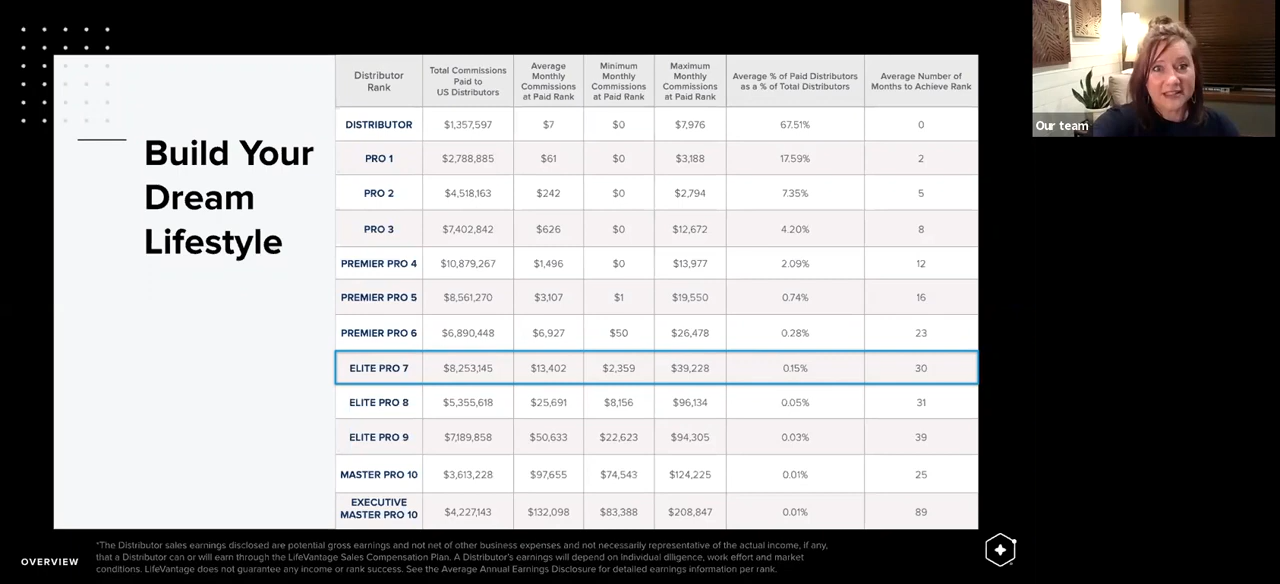 Build Your
Dream
Lifestyle
Distributor Rank | Total Commissions Paid to US Distributors | Average Monthly Commissions at Paid Rank | Minimum Monthly Commissions at Paid Rank | Maximum Monthly Commissions at Paid Rank | Average % of Paid Distributors as a % of Total Distributors | Average Number of Months to Achieve Rank
DISTRIBUTOR | $1,357,597 | $7 | $0 | $7,976 | 67.51% | 0
PRO 1 | $2,788,885 | $61 | $0 | $3,188 | 17.59% | 2
PRO 2 | $4,518,163 | $242 | $0 | $2,794 | 7.35% | 5
PRO 3 | $7,402,842 | $626 | $0 | $12,672 | 4.20% | 8
PREMIER PRO 4 | $10,879,267 | $1,496 | $0 | $13,977 | 2.09% | 12
PREMIER PRO 5 | $8,561,270 | $3,107 | $1 | $19,550 | 0.74% | 16
PREMIER PRO 6 | $6,890,448 | $6,927 | $50 | $26,478 | 0.28% | 23
ELITE PRO 7 | $8,253,145 | $13,402 | $2,359 | $39,228 | 0.15% | 30
ELITE PRO 8 | $5,355,618 | $25,691 | $8,156 | $96,134 | 0.05% | 31
ELITE PRO 9 | $7,189,858 | $50,633 | $22,623 | $94,305 | 0.03% | 39
MASTER PRO 10 | $3,613,228 | $97,655 | $74,543 | $124,225 | 0.01% | 25
EXECUTIVE MASTER PRO 10 | $4,227,143 | $132,098 | $83,388 | $208,847 | 0.01% | 89
Our team
OVERVIEW
*The Distributor sales earnings disclosed are potential gross earnings and not net of other business expenses and not necessarily representative of the actual income, if any,
that a Distributor can or will earn through the LifeVantage Sales Compensation Plan. A Distributor's earnings will depend on individual diligence, work effort and market
conditions. LifeVantage does not guarantee any income or rank success. See the Average Annual Earnings Disclosure for detailed earnings information per rank.